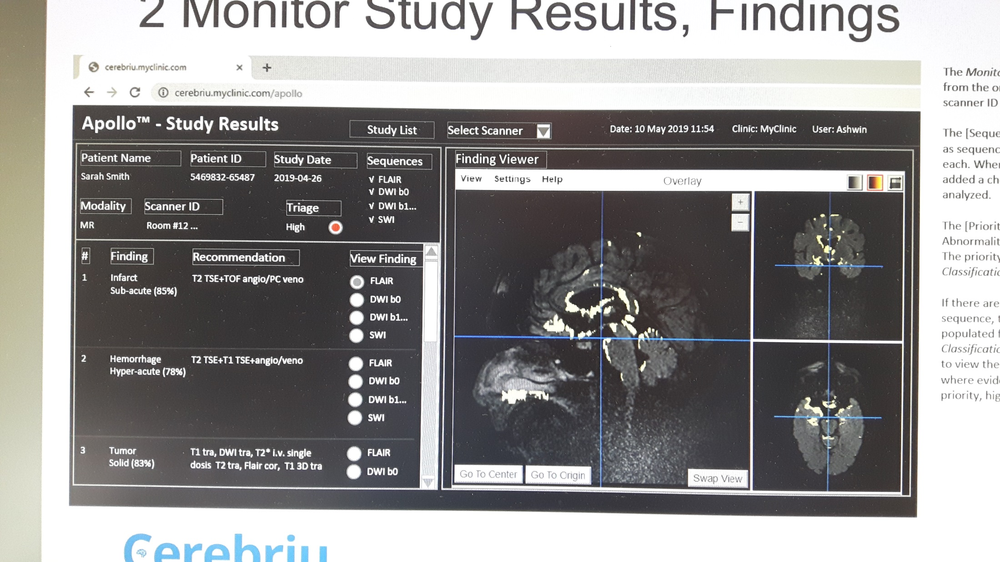 2 Monitor Study Results, Findings
cerebriu.myclinic.com
cerebriu.myclinic.com/apollo
Apollo™ - Study Results
Study List
Select Scanner
Date: 10 May 2019 11:54
Clinic: MyClinic
User: Ashwin
Patient Name
Patient ID
Study Date
Sequences
Sarah Smith
5469832-65487
2019-04-26
√ FLAIR
√ DWI b0
√ DWI b1...
√ SWI
Modality
Scanner ID
Triage
MR
Room #12 ...
High
# Finding Recommendation View Finding
1 Infarct T2 TSE+TOF angio/PC veno FLAIR
Sub-acute (85%)
DWI b0
DWI b1...
SWI
2 Hemorrhage T2 TSE+T1 TSE+angio/veno FLAIR
Hyper-acute (78%)
DWI b0
DWI b1...
SWI
3 Tumor T1 tra, DWI tra, T2* i.v. single FLAIR
Solid (83%) dosis T2 tra, Flair cor, T1 3D tra
DWI b0
Finding Viewer
View Settings Help Overlay
+
-
Go To Center
Go To Origin
Swap View
The
from the
scanner ID
The
as
each.
added a
analyzed.
The
The priority
If there are
sequence,
populated
to view the
where
priority,
Cerebriu